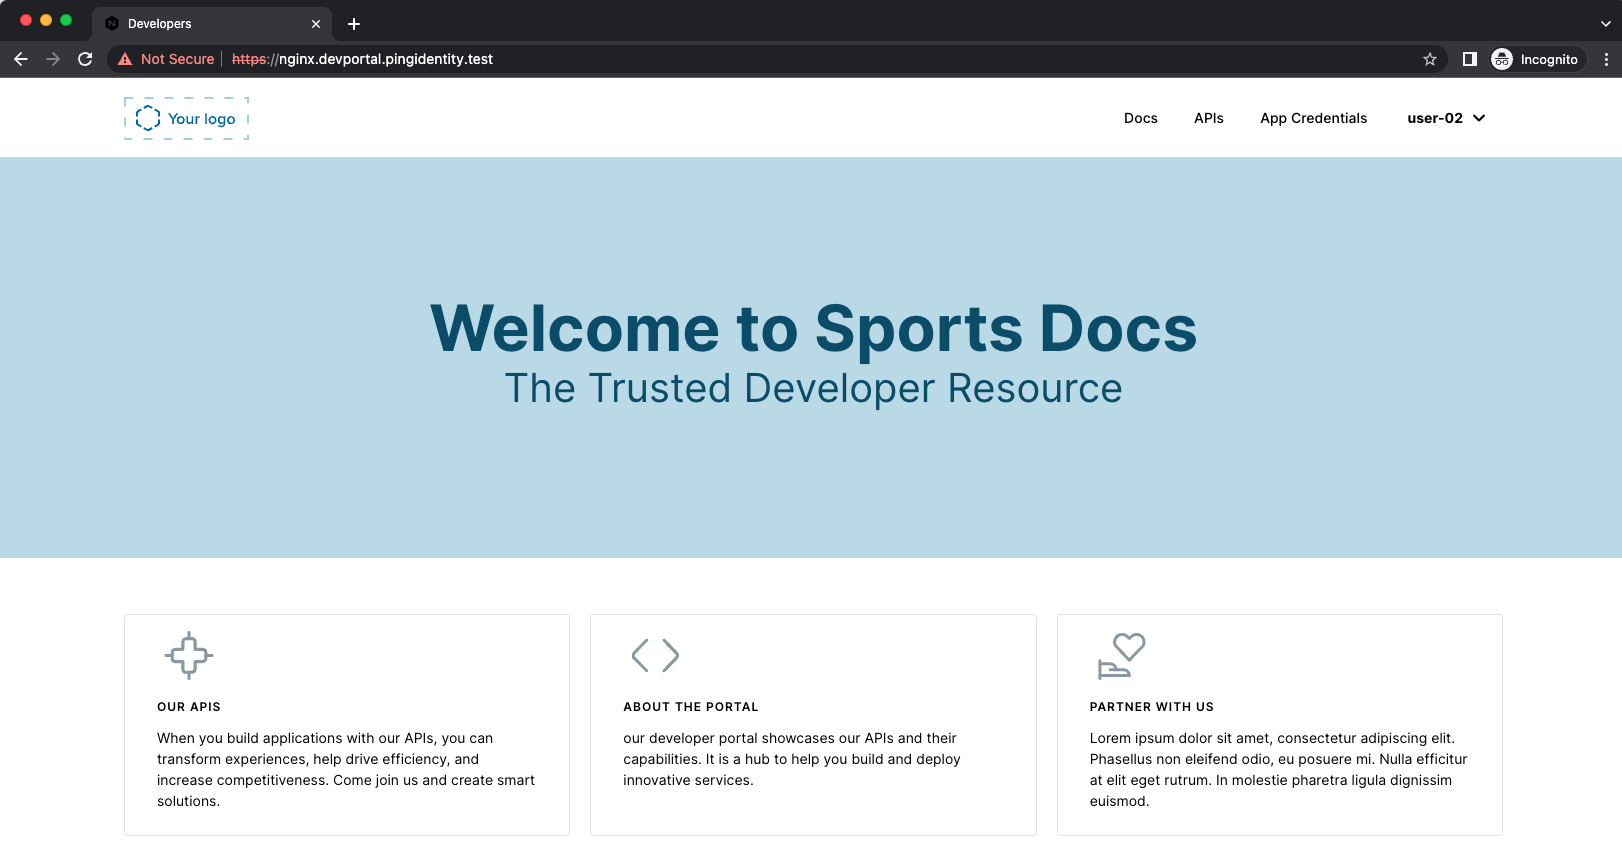 Developers
Not Secure
https://nginx.devportal.pingidentity.test
Incognito
Your logo
Docs
APIs
App Credentials
user-02
Welcome to Sports Docs
The Trusted Developer Resource
OUR APIS
When you build applications with our APIs, you can
transform experiences, help drive efficiency, and
increase competitiveness. Come join us and create smart
solutions.
ABOUT THE PORTAL
our developer portal showcases our APIs and their
capabilities. It is a hub to help you build and deploy
innovative services.
PARTNER WITH US
Lorem ipsum dolor sit amet, consectetur adipiscing elit.
Phasellus non eleifend odio, eu posuere mi. Nulla efficitur
at elit eget rutrum. In molestie pharetra ligula dignissim
euismod.